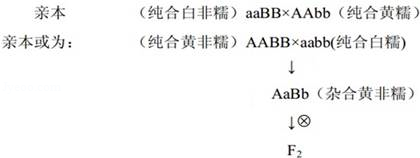 亲本 （纯合白非糯）aaBB×AAbb（纯合黄糯）
亲本或为： （纯合黄非糯）AABB×aabb(纯合白糯)
↓
AaBb（杂合黄非糯）
↓⊗
F₂